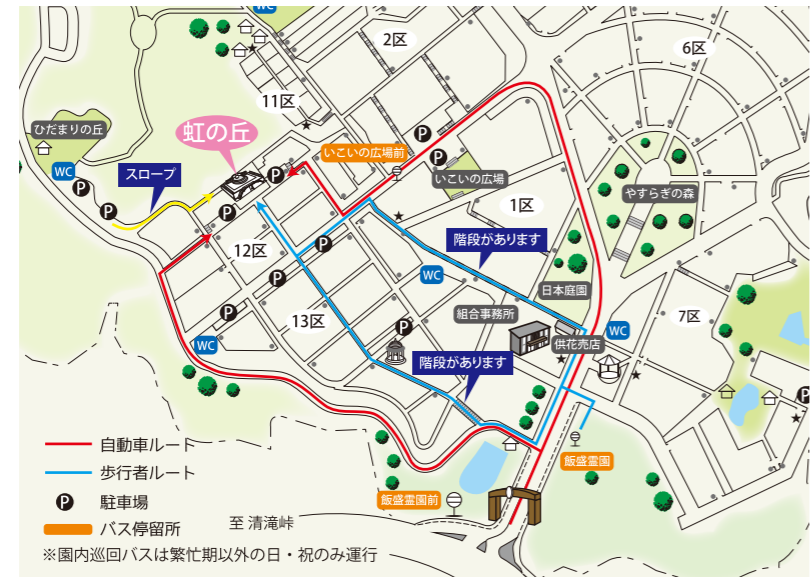 WC
2区
6区
11区
ひだまりの丘
虹の丘
P
P
いこいの広場前
P
いこいの広場
WC
スロープ
P
P
P
やすらぎの森
1区
階段があります
12区
P
P
WC
日本庭園
P
13区
組合事務所
7区
P
WC
供花売店
WC
階段があります
P
自動車ルート
歩行者ルート
飯盛霊園
P 駐車場
飯盛霊園前
バス停留所
至 清滝峠
※園内巡回バスは繁忙期以外の日・祝のみ運行